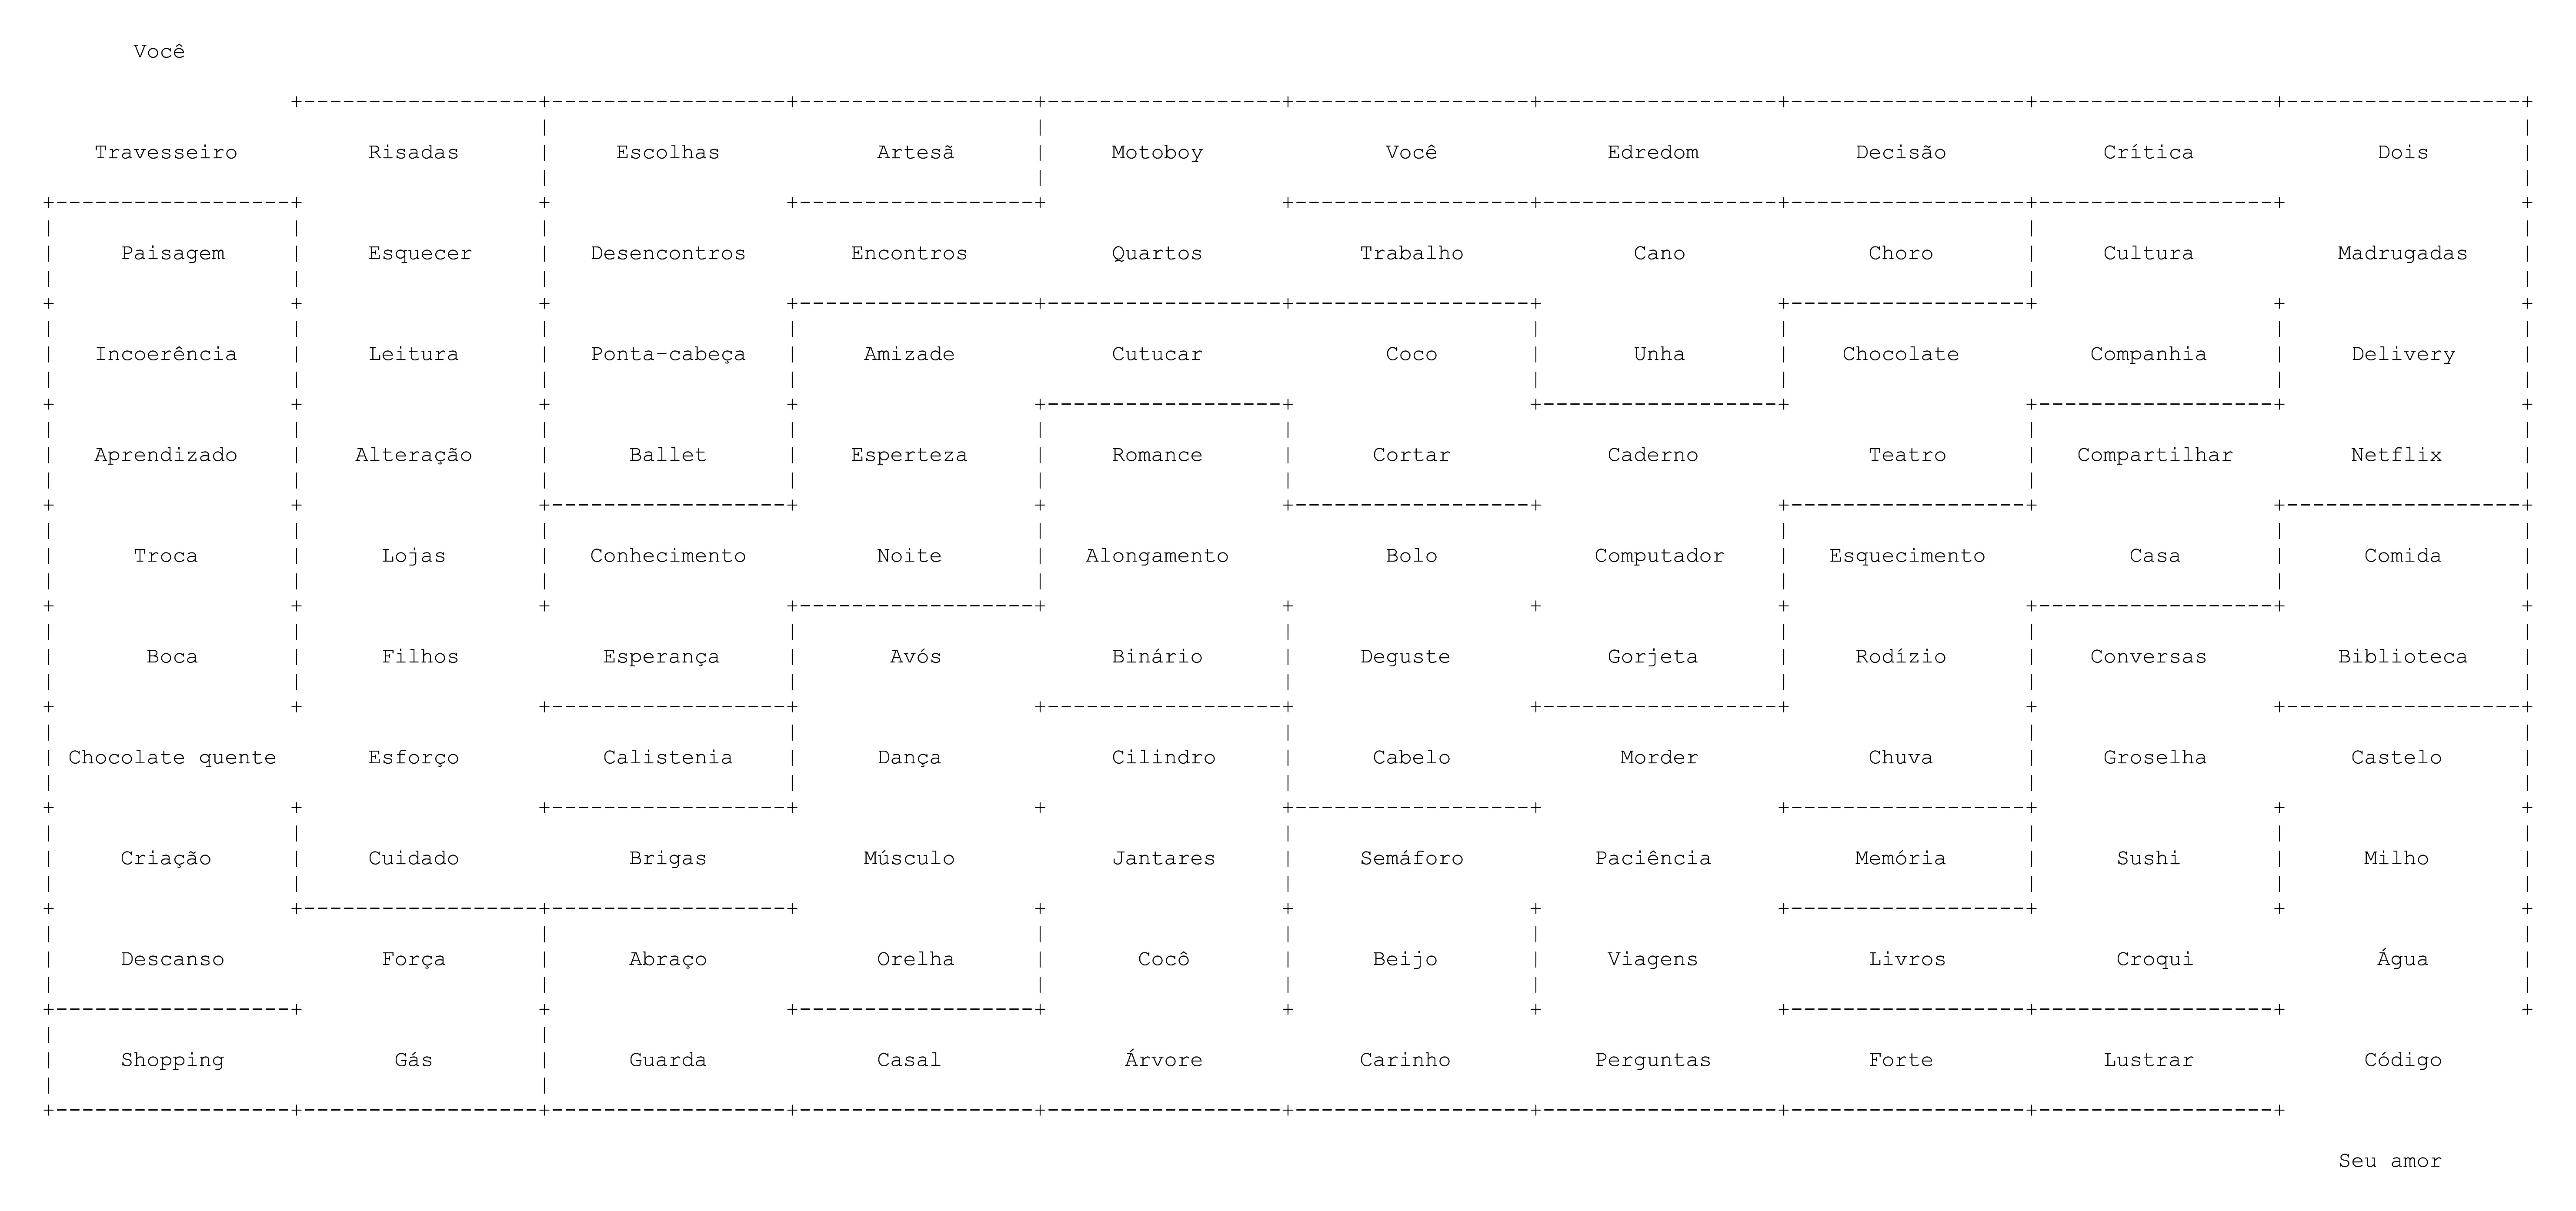 Você
Travesseiro Risadas Escolhas Artesã Motoboy Você Edredom Decisão Crítica Dois
Paisagem Esquecer Desencontros Encontros Quartos Trabalho Cano Choro Cultura Madrugadas
Incoerência Leitura Ponta-cabeça Amizade Cutucar Coco Unha Chocolate Companhia Delivery
Aprendizado Alteração Ballet Esperteza Romance Cortar Caderno Teatro Compartilhar Netflix
Troca Lojas Conhecimento Noite Alongamento Bolo Computador Esquecimento Casa Comida
Boca Filhos Esperança Avós Binário Deguste Gorjeta Rodízio Conversas Biblioteca
Chocolate quente Esforço Calistenia Dança Cilindro Cabelo Morder Chuva Groselha Castelo
Criação Cuidado Brigas Músculo Jantares Semáforo Paciência Memória Sushi Milho
Descanso Força Abraço Orelha Cocô Beijo Viagens Livros Croqui Água
Shopping Gás Guarda Casal Árvore Carinho Perguntas Forte Lustrar Código
Seu amor